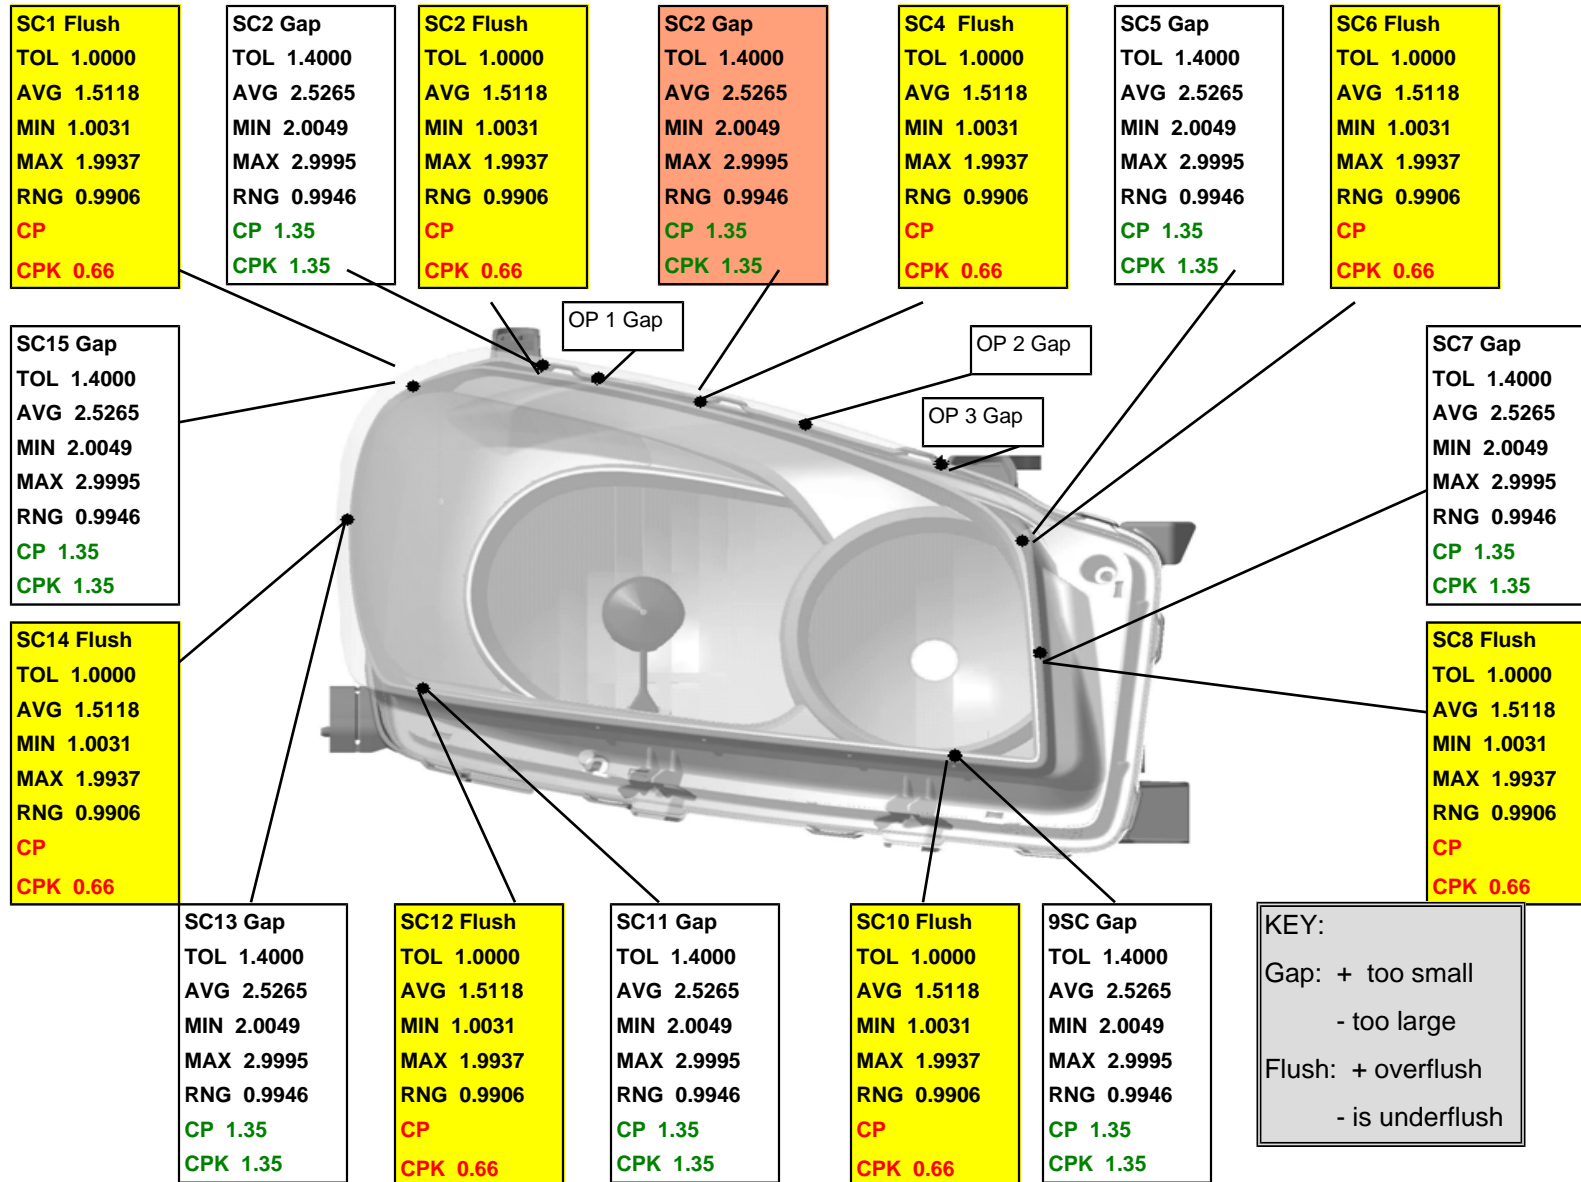 SC1 Flush
TOL 1.0000
AVG 1.5118
MIN 1.0031
MAX 1.9937
RNG 0.9906
CP
CPK 0.66
SC2 Gap
TOL 1.4000
AVG 2.5265
MIN 2.0049
MAX 2.9995
RNG 0.9946
CP 1.35
CPK 1.35
SC2 Flush
TOL 1.0000
AVG 1.5118
MIN 1.0031
MAX 1.9937
RNG 0.9906
CP
CPK 0.66
SC2 Gap
TOL 1.4000
AVG 2.5265
MIN 2.0049
MAX 2.9995
RNG 0.9946
CP 1.35
CPK 1.35
SC4 Flush
TOL 1.0000
AVG 1.5118
MIN 1.0031
MAX 1.9937
RNG 0.9906
CP
CPK 0.66
SC5 Gap
TOL 1.4000
AVG 2.5265
MIN 2.0049
MAX 2.9995
RNG 0.9946
CP 1.35
CPK 1.35
SC6 Flush
TOL 1.0000
AVG 1.5118
MIN 1.0031
MAX 1.9937
RNG 0.9906
CP
CPK 0.66
OP 1 Gap
OP 2 Gap
OP 3 Gap
SC15 Gap
TOL 1.4000
AVG 2.5265
MIN 2.0049
MAX 2.9995
RNG 0.9946
CP 1.35
CPK 1.35
SC7 Gap
TOL 1.4000
AVG 2.5265
MIN 2.0049
MAX 2.9995
RNG 0.9946
CP 1.35
CPK 1.35
SC14 Flush
TOL 1.0000
AVG 1.5118
MIN 1.0031
MAX 1.9937
RNG 0.9906
CP
CPK 0.66
SC8 Flush
TOL 1.0000
AVG 1.5118
MIN 1.0031
MAX 1.9937
RNG 0.9906
CP
CPK 0.66
SC13 Gap
TOL 1.4000
AVG 2.5265
MIN 2.0049
MAX 2.9995
RNG 0.9946
CP 1.35
CPK 1.35
SC12 Flush
TOL 1.0000
AVG 1.5118
MIN 1.0031
MAX 1.9937
RNG 0.9906
CP
CPK 0.66
SC11 Gap
TOL 1.4000
AVG 2.5265
MIN 2.0049
MAX 2.9995
RNG 0.9946
CP 1.35
CPK 1.35
SC10 Flush
TOL 1.0000
AVG 1.5118
MIN 1.0031
MAX 1.9937
RNG 0.9906
CP
CPK 0.66
9SC Gap
TOL 1.4000
AVG 2.5265
MIN 2.0049
MAX 2.9995
RNG 0.9946
CP 1.35
CPK 1.35
KEY:
Gap: + too small
- too large
Flush: + overflush
- is underflush